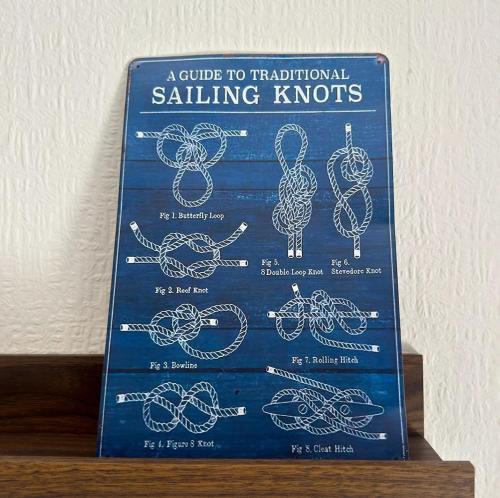 A GUIDE TO TRADITIONAL
SAILING KNOTS
Fig 1. Butterfly Loop
Fig 2. Reef Knot
Fig 3. Bowline
Fig 4. Figure 8 Knot
Fig 5.
8 Double Loop Knot
Fig 6.
Stevedore Knot
Fig 7. Rolling Hitch
Fig 8. Cleat Hitch